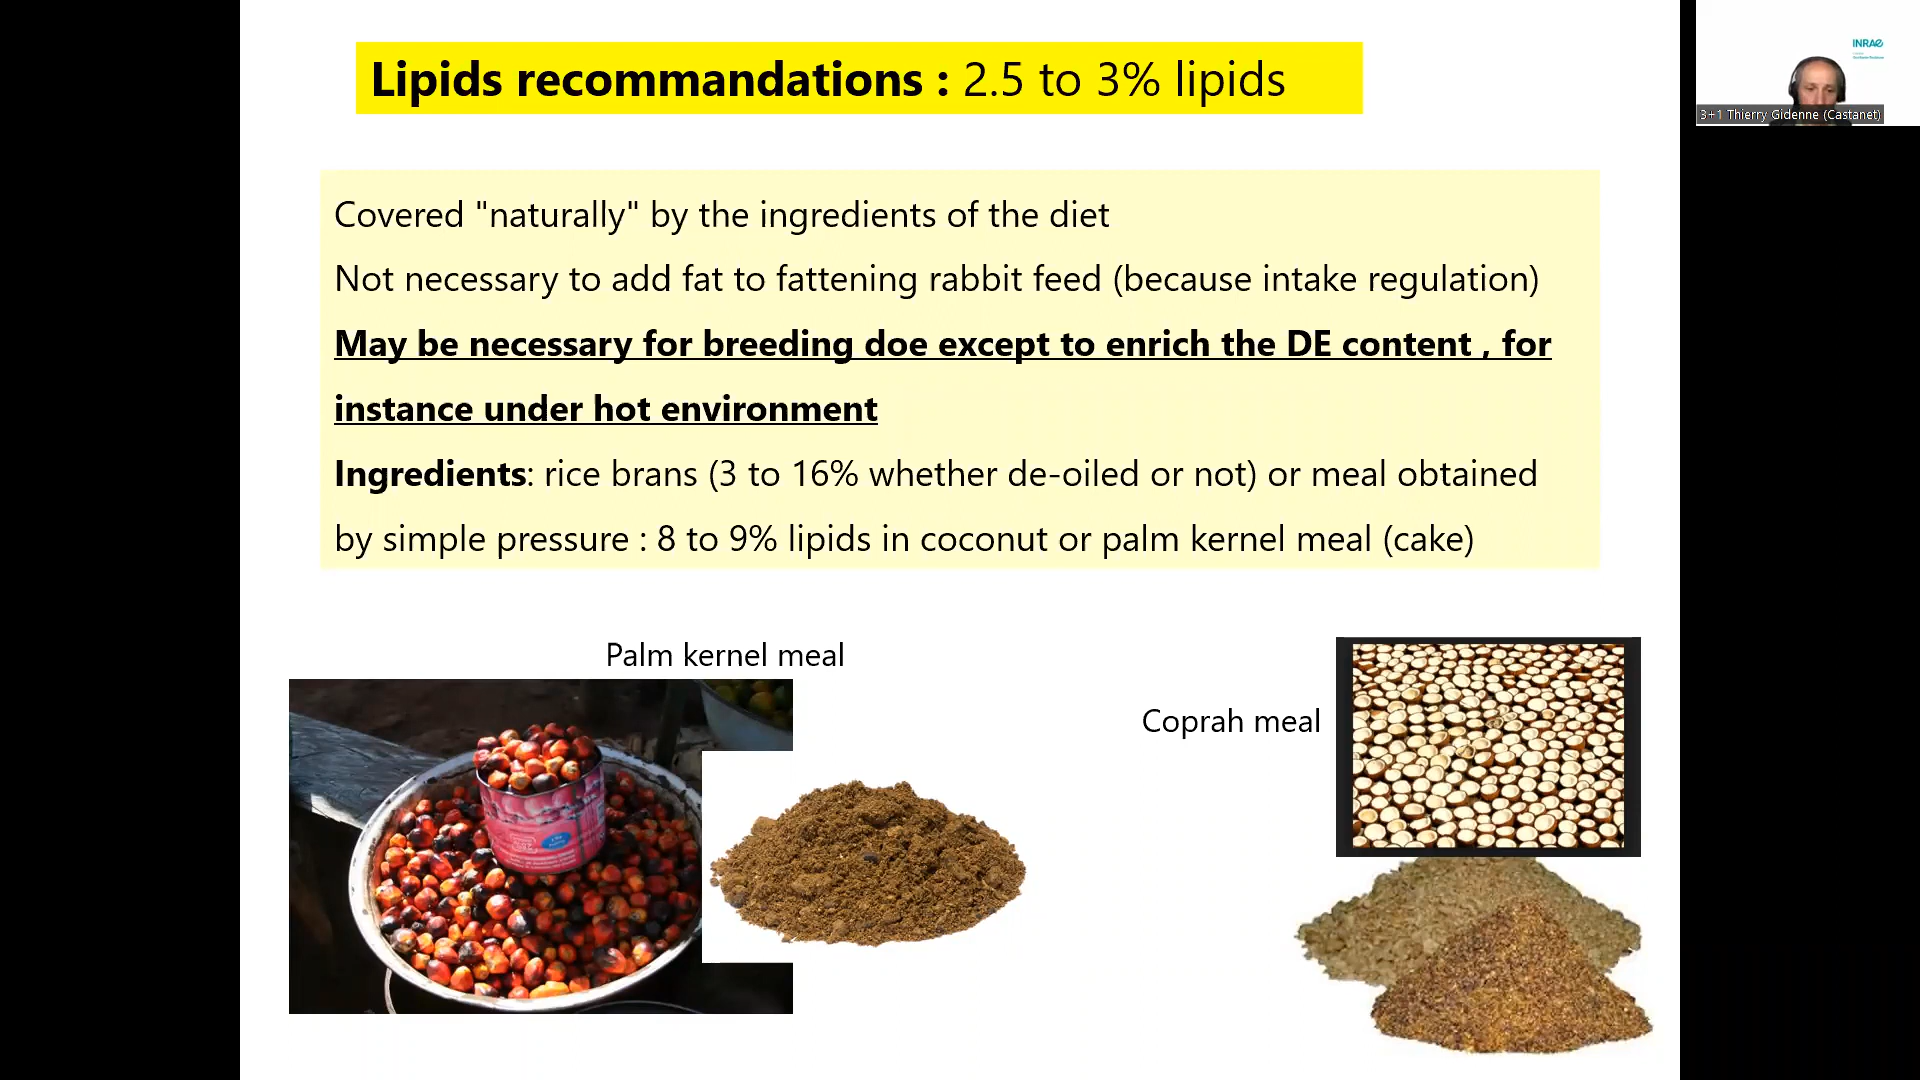 Lipids recommandations : 2.5 to 3% lipids
INRAE
3+1 Thierry Gidenne (Castanet)
Covered "naturally" by the ingredients of the diet
Not necessary to add fat to fattening rabbit feed (because intake regulation)
May be necessary for breeding doe except to enrich the DE content , for
instance under hot environment
Ingredients: rice brans (3 to 16% whether de-oiled or not) or meal obtained
by simple pressure : 8 to 9% lipids in coconut or palm kernel meal (cake)
Palm kernel meal
Coprah meal